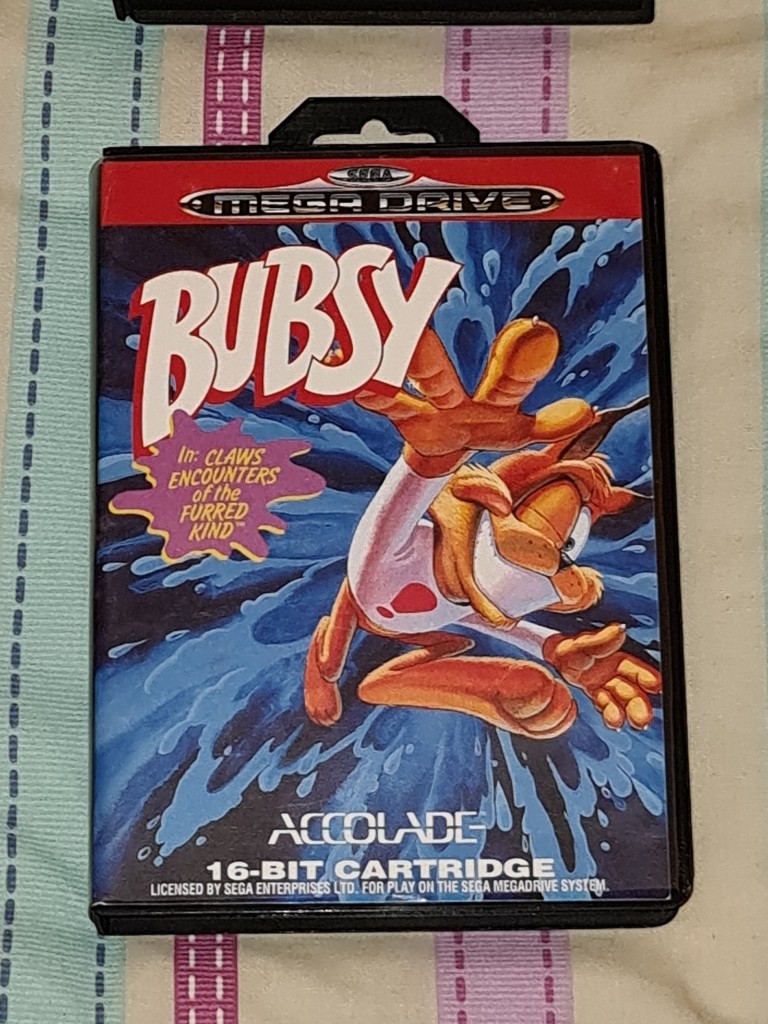 SEGA
MEGA DRIVE
BUBSY
In: CLAWS
ENCOUNTERS
of the
FURRED
KIND™
ACCOLADE
16-BIT CARTRIDGE
LICENSED BY SEGA ENTERPRISES LTD. FOR PLAY ON THE SEGA MEGADRIVE SYSTEM.